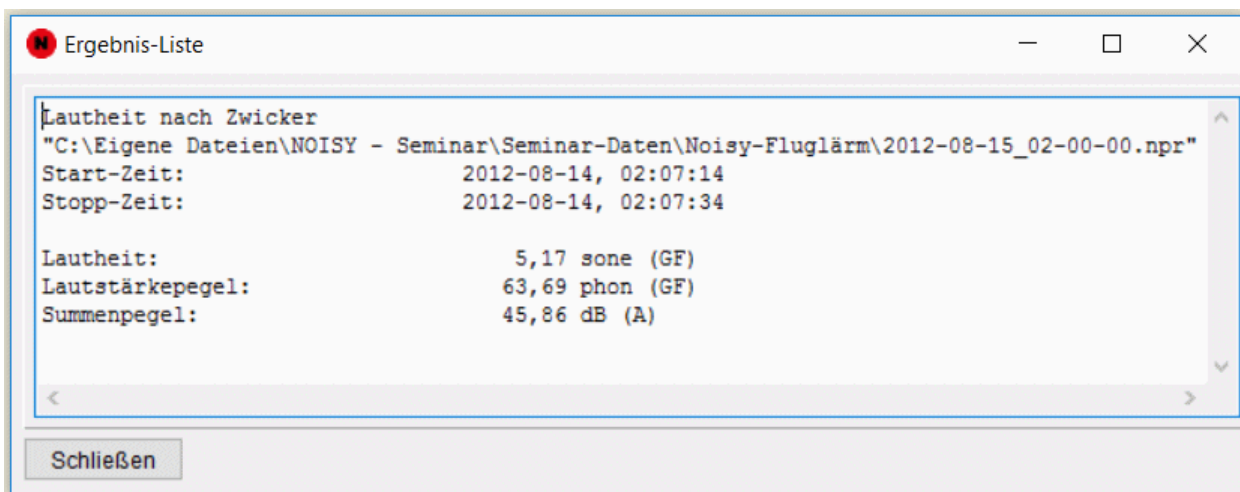 N Ergebnis-Liste
Lautheit nach Zwicker
"C:\Eigene Dateien\NOISY - Seminar\Seminar-Daten\Noisy-Fluglärm\2012-08-15_02-00-00.npr"
Start-Zeit: 2012-08-14, 02:07:14
Stopp-Zeit: 2012-08-14, 02:07:34
Lautheit: 5,17 sone (GF)
Lautstärkepegel: 63,69 phon (GF)
Summenpegel: 45,86 dB (A)
Schließen